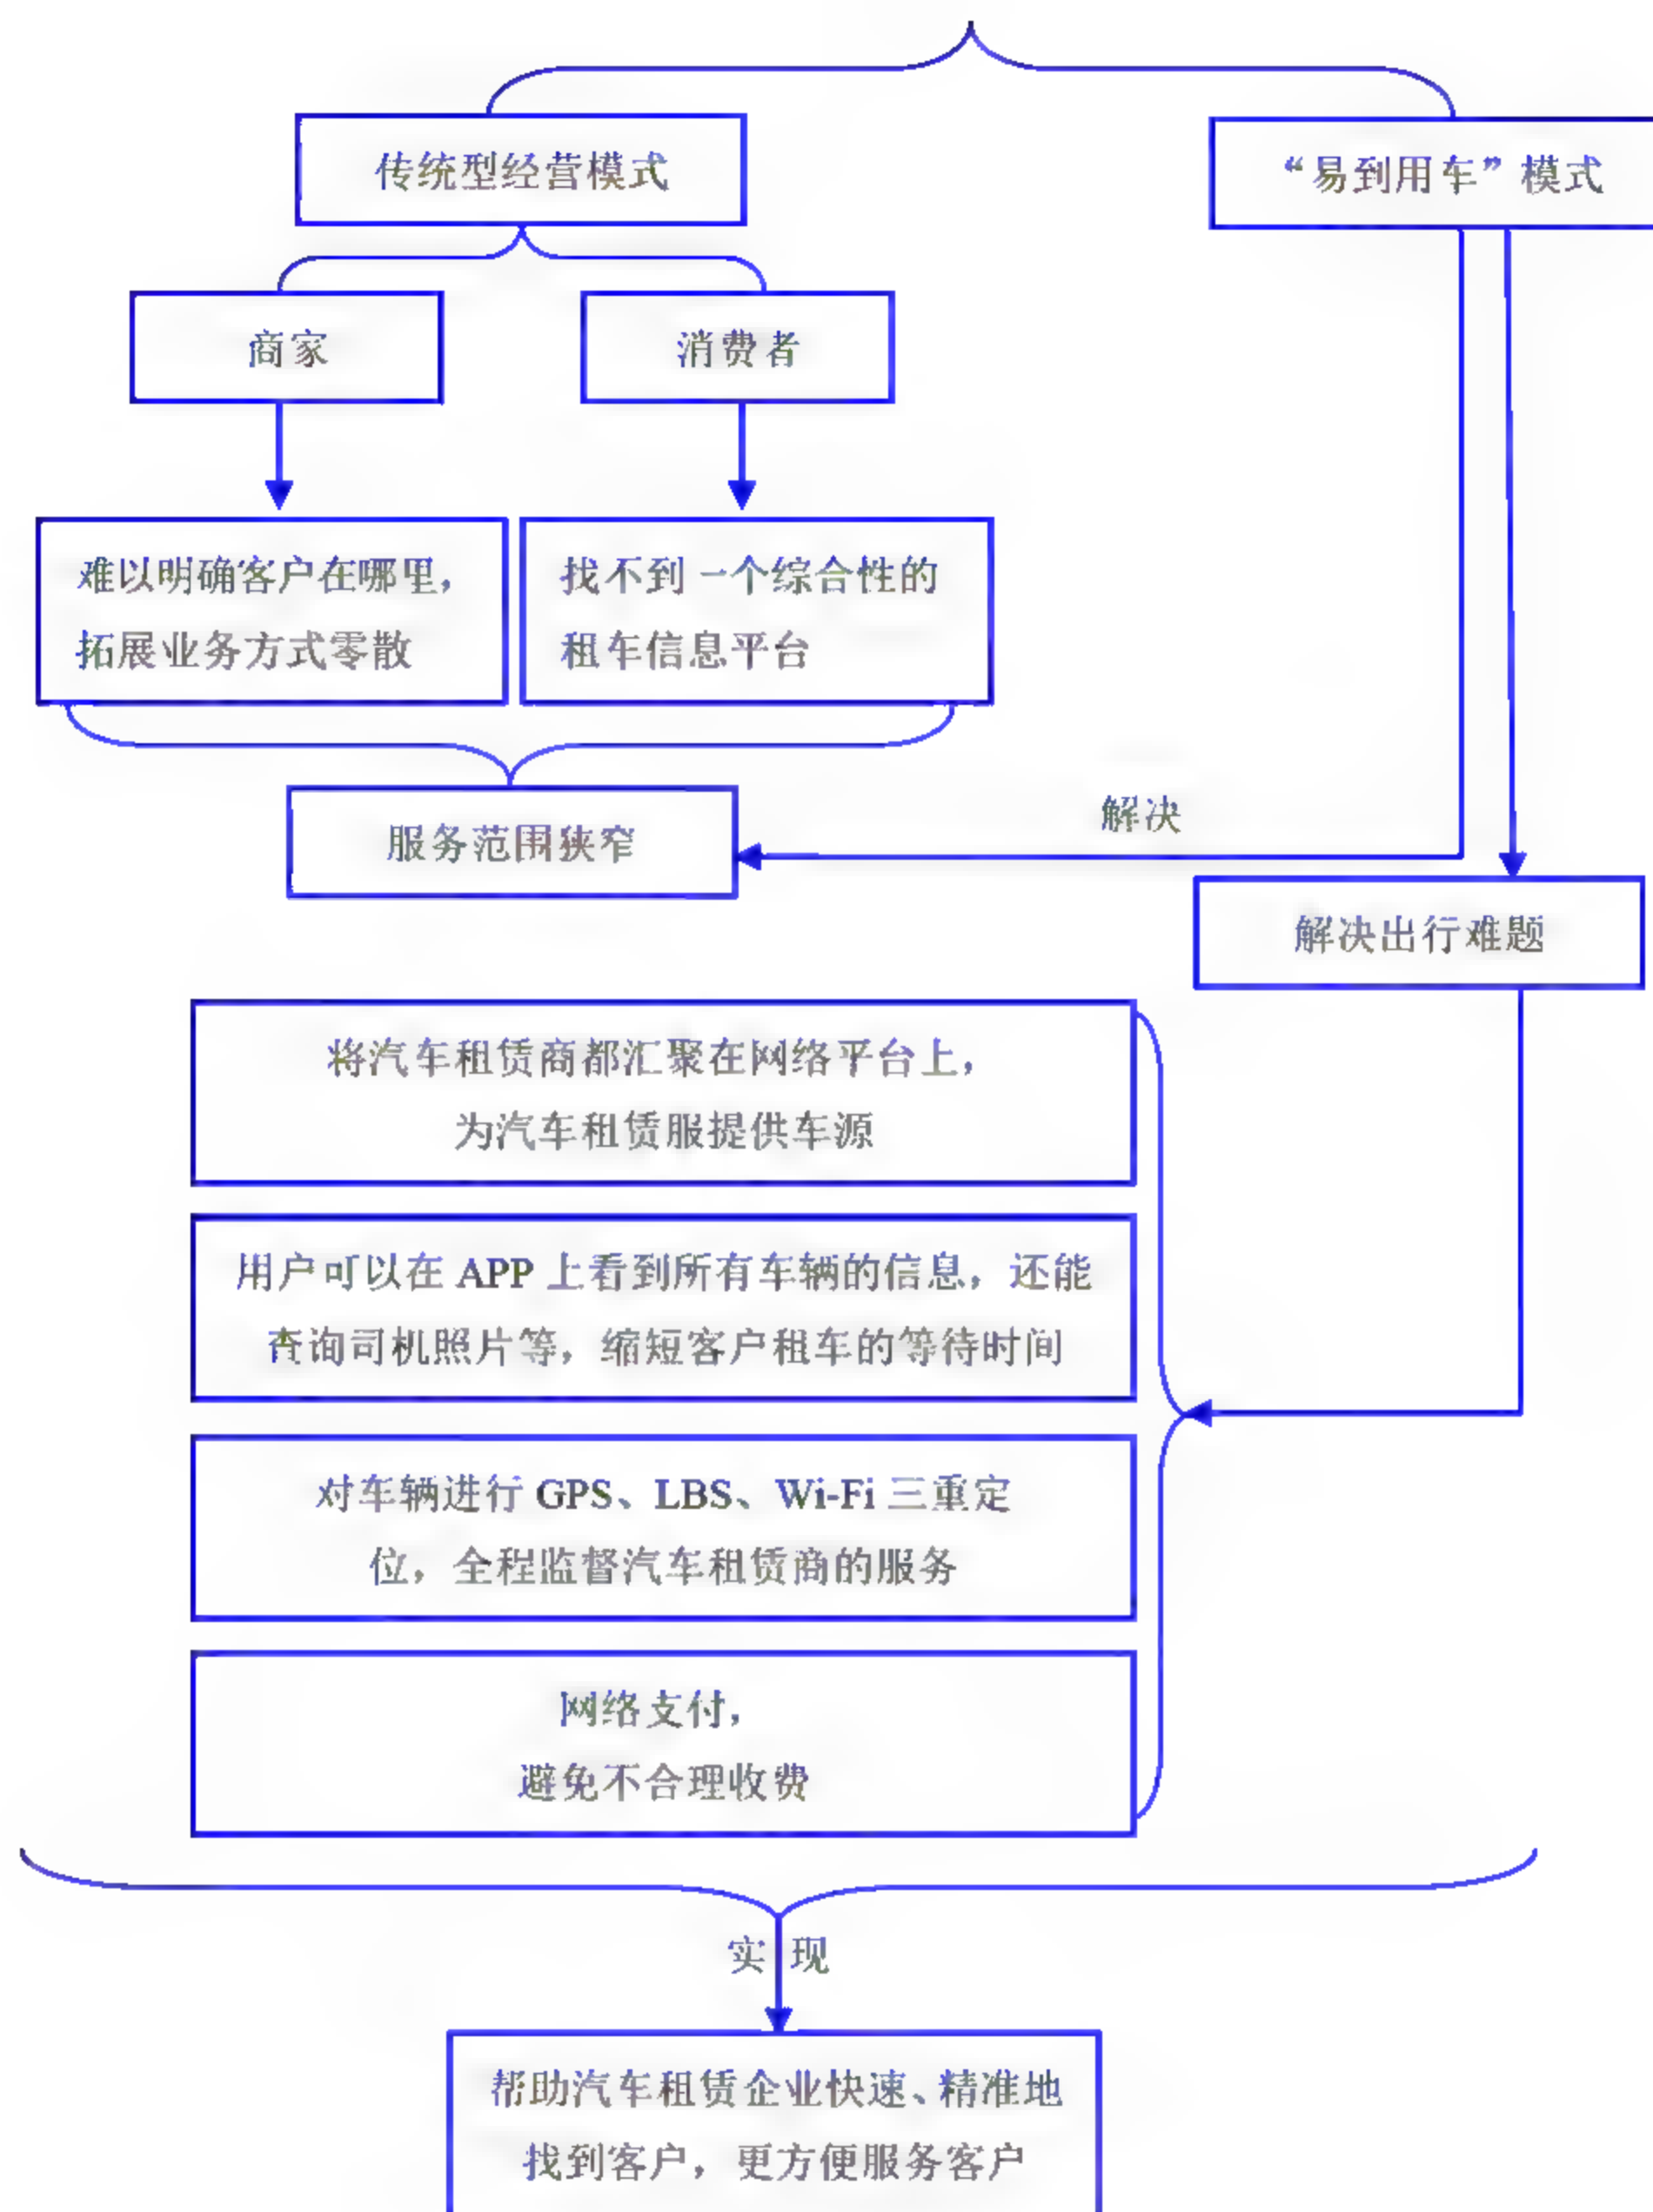 传统型经营模式
“易到用车”模式
商家
消费者
难以明确客户在哪里,
拓展业务方式零散
找不到一个综合性的
租车信息平台
解决
服务范围狭窄
解决出行难题
将汽车租赁商都汇聚在网络平台上,
为汽车租赁服提供车源
用户可以在 APP 上看到所有车辆的信息,还能
查询司机照片等,缩短客户租车的等待时间
对车辆进行 GPS、LBS、Wi-Fi 三重定
位,全程监督汽车租赁商的服务
网络支付,
避免不合理收费
实现
帮助汽车租赁企业快速、精准地
找到客户,更方便服务客户